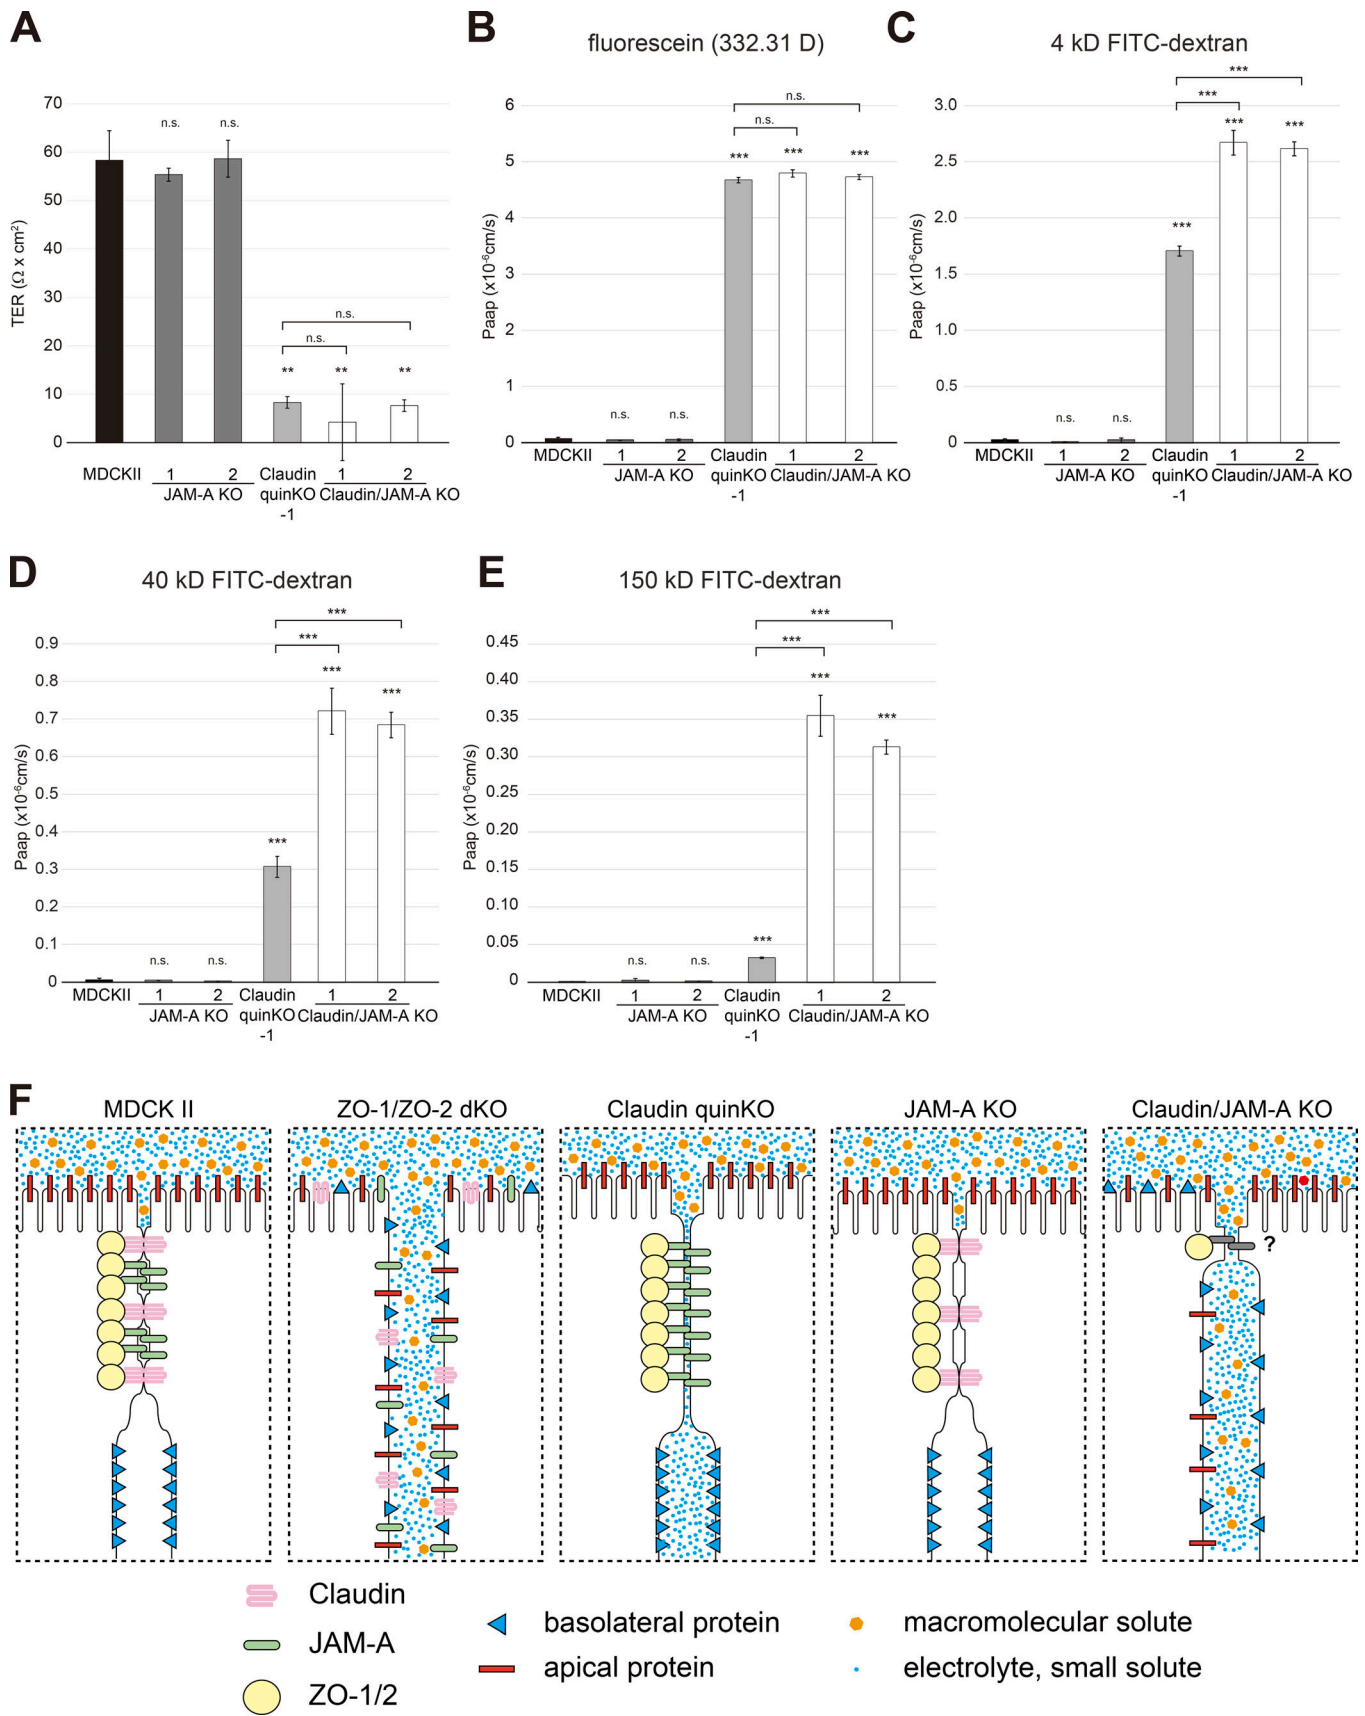 A
TER (Ω x cm²)
70
60
50
40
30
20
10
0
n.s.
n.s.
n.s.
n.s.
**
**
**
MDCKII
1
2
JAM-A KO
Claudin
quinKO
-1
1
2
Claudin/JAM-A KO
B
fluorescein (332.31 D)
Paap (x10⁻⁶cm/s)
6
5
4
3
2
1
0
n.s.
n.s.
***
***
***
n.s.
n.s.
MDCKII
1
2
JAM-A KO
Claudin
quinKO
-1
1
2
Claudin/JAM-A KO
C
4 kD FITC-dextran
Paap (x10⁻⁶cm/s)
3.0
2.5
2.0
1.5
1.0
0.5
0
***
***
***
***
***
n.s.
n.s.
MDCKII
1
2
JAM-A KO
Claudin
quinKO
-1
1
2
Claudin/JAM-A KO
D
40 kD FITC-dextran
Paap (x10⁻⁶cm/s)
0.9
0.8
0.7
0.6
0.5
0.4
0.3
0.2
0.1
0
***
***
***
***
***
n.s.
n.s.
MDCKII
1
2
JAM-A KO
Claudin
quinKO
-1
1
2
Claudin/JAM-A KO
E
150 kD FITC-dextran
Paap (x10⁻⁶cm/s)
0.45
0.40
0.35
0.30
0.25
0.20
0.15
0.10
0.05
0
***
***
***
***
***
n.s.
n.s.
MDCKII
1
2
JAM-A KO
Claudin
quinKO
-1
1
2
Claudin/JAM-A KO
F
MDCK II
ZO-1/ZO-2 dKO
Claudin quinKO
JAM-A KO
Claudin/JAM-A KO
?
Claudin
JAM-A
ZO-1/2
basolateral protein
apical protein
macromolecular solute
electrolyte, small solute